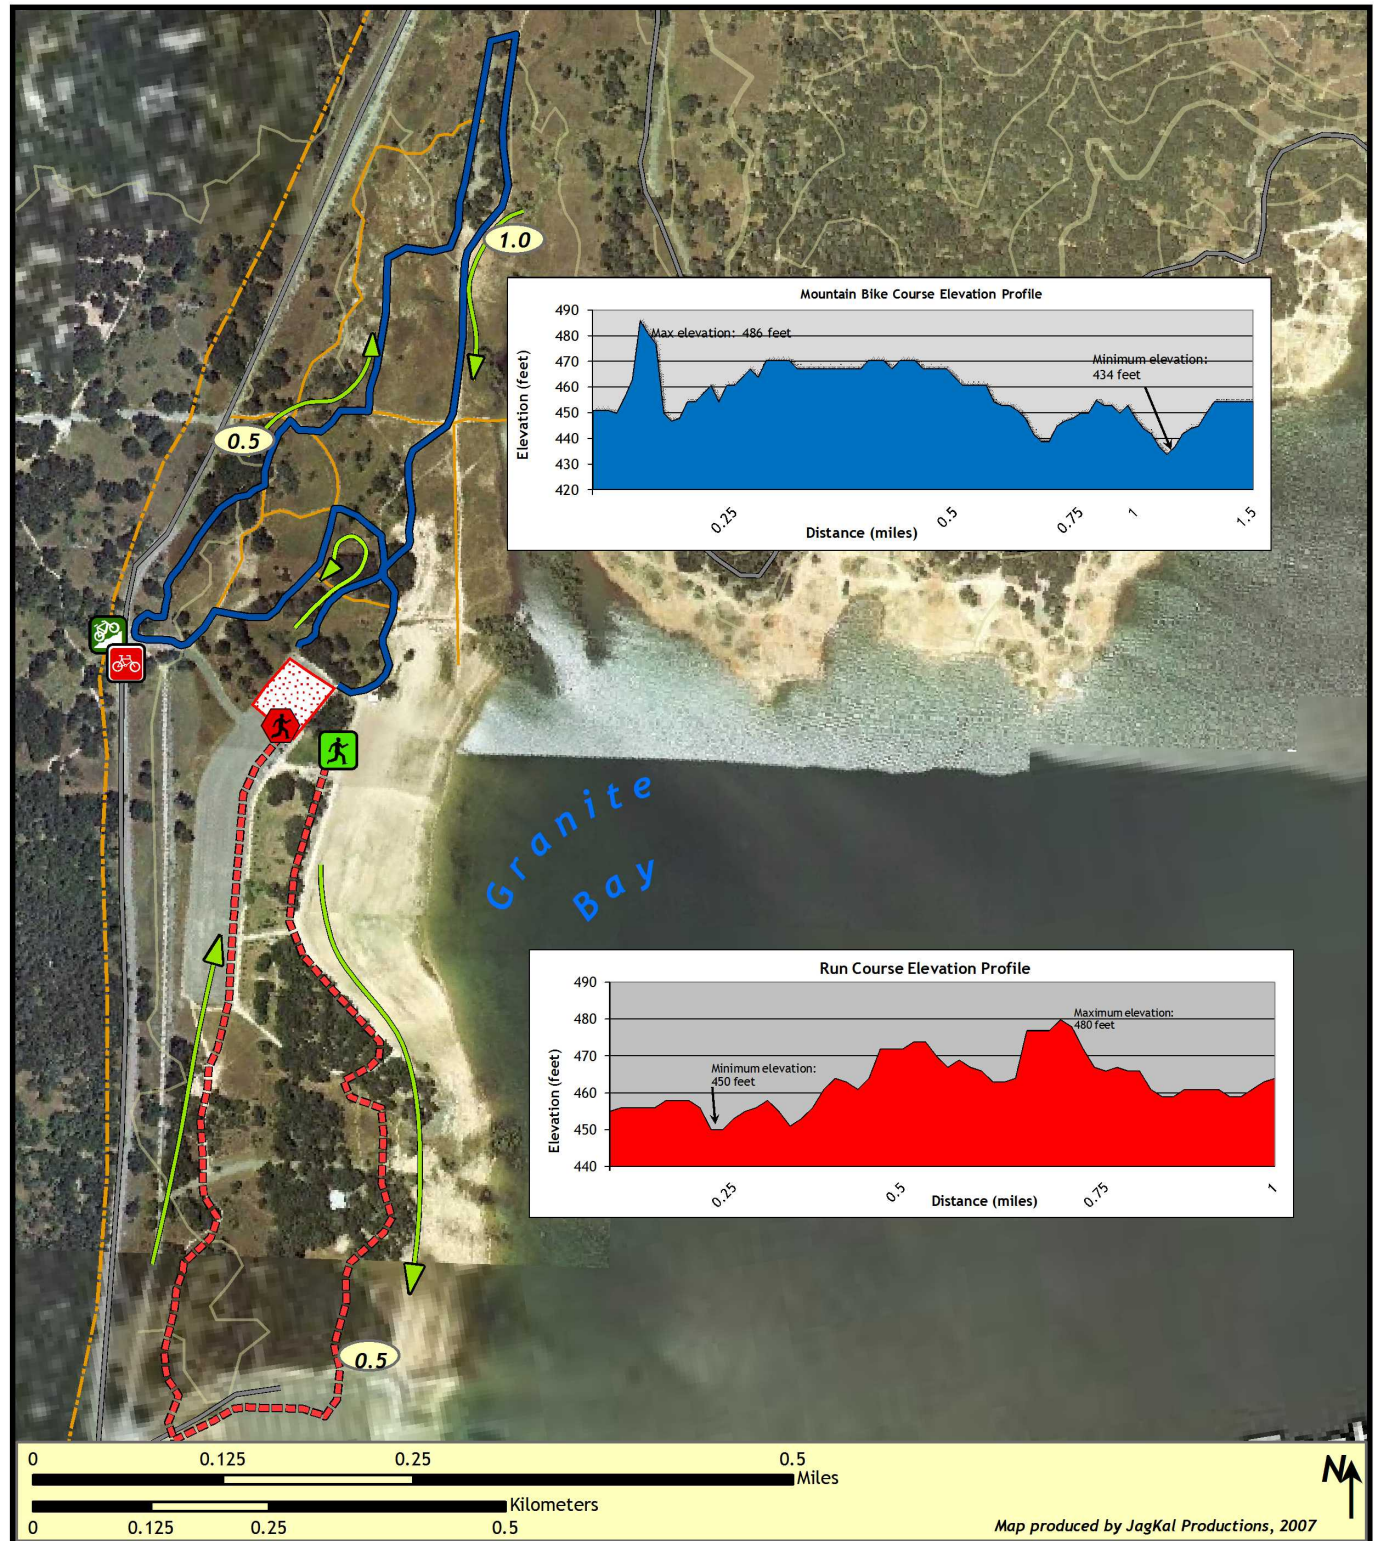 1.0
0.5
Mountain Bike Course Elevation Profile
490
480
470
460
450
440
430
420
Elevation (feet)
Max elevation: 486 feet
Minimum elevation:
434 feet
0.25
0.5
0.75
1
1.5
Distance (miles)
Granite
Bay
Run Course Elevation Profile
490
480
470
460
450
440
Elevation (feet)
Maximum elevation:
480 feet
Minimum elevation:
450 feet
0.25
0.5
0.75
1
Distance (miles)
0.5
0 0.125 0.25 0.5
Miles
Kilometers
0 0.125 0.25 0.5
N
Map produced by JagKal Productions, 2007